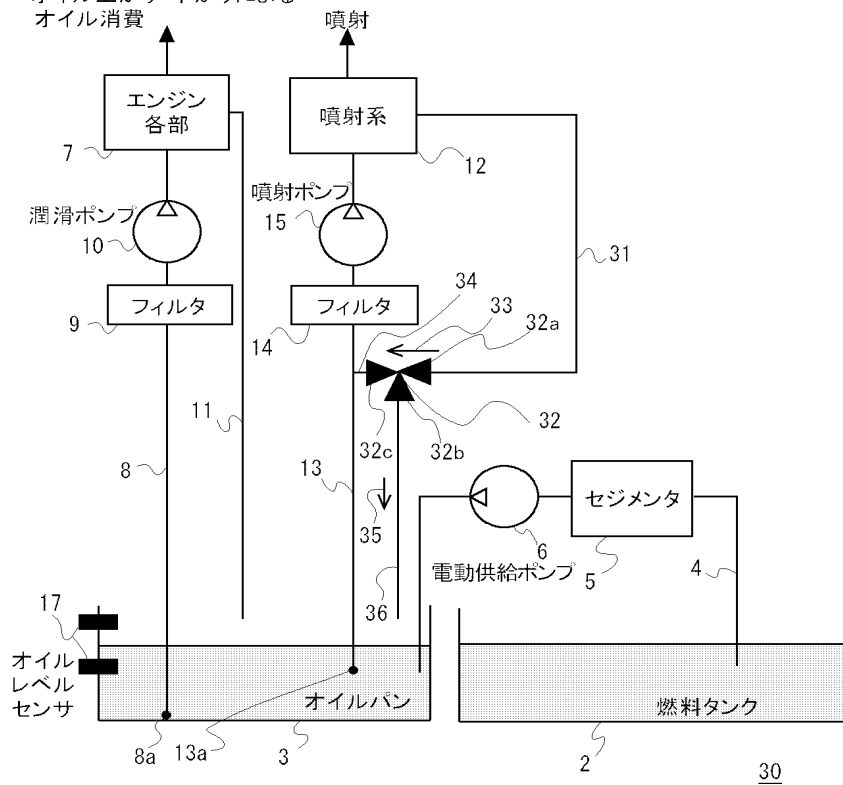 オイル消費
噴射
エンジン
各部
7
噴射系
12
潤滑ポンプ
10
噴射ポンプ
15
31
フィルタ
9
フィルタ
14
34
33
32a
11
32
32c
32b
8
13
35
36
セジメンタ
6
5
4
電動供給ポンプ
17
オイル
レベル
センサ
オイルパン
燃料タンク
8a
13a
3
2
30